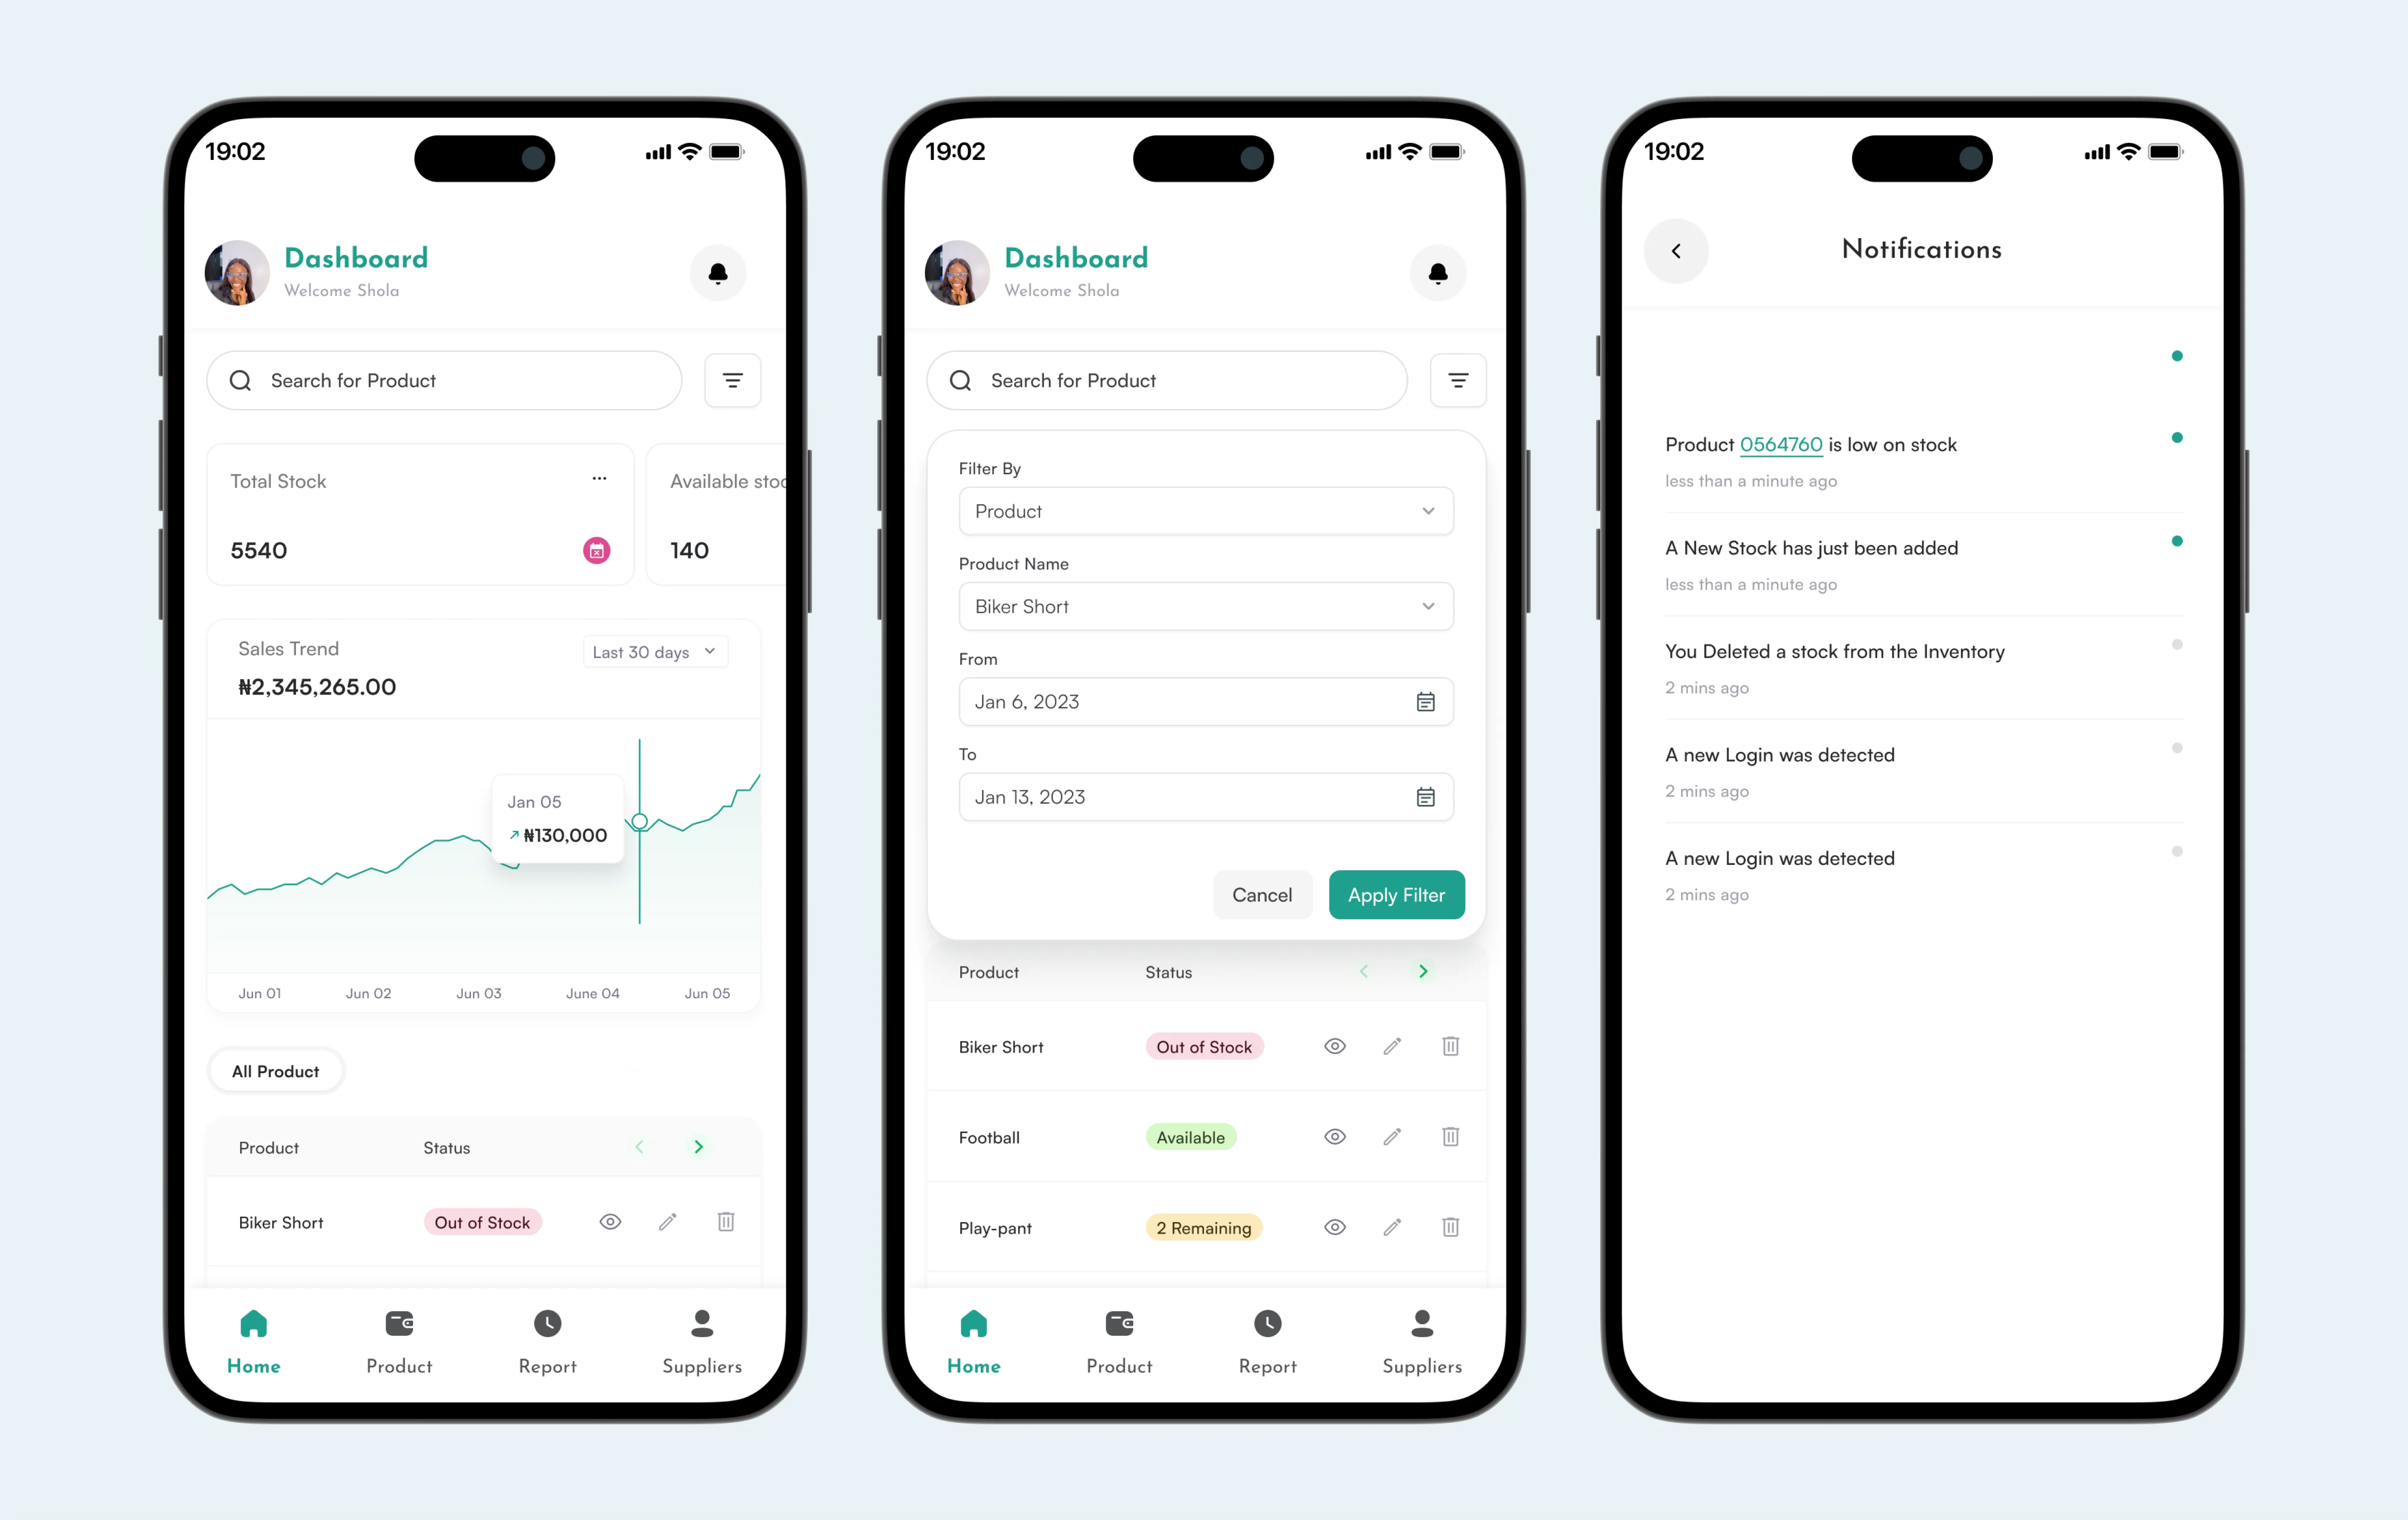 19:02
Dashboard
Welcome Shola
Search for Product
Total Stock
...
5540
Available
140
Sales Trend
Last 30 days
₦2,345,265.00
Jan 05
₦130,000
Jun 01 Jun 02 Jun 03 June 04 Jun 05
All Product
Product Status
Biker Short Out of Stock
Home Product Report Suppliers
19:02
Dashboard
Welcome Shola
Search for Product
Filter By
Product
Product Name
Biker Short
From
Jan 6, 2023
To
Jan 13, 2023
Cancel Apply Filter
Product Status
Biker Short Out of Stock
Football Available
Play-pant 2 Remaining
Home Product Report Suppliers
19:02
Notifications
Product 0564760 is low on stock
less than a minute ago
A New Stock has just been added
less than a minute ago
You Deleted a stock from the Inventory
2 mins ago
A new Login was detected
2 mins ago
A new Login was detected
2 mins ago